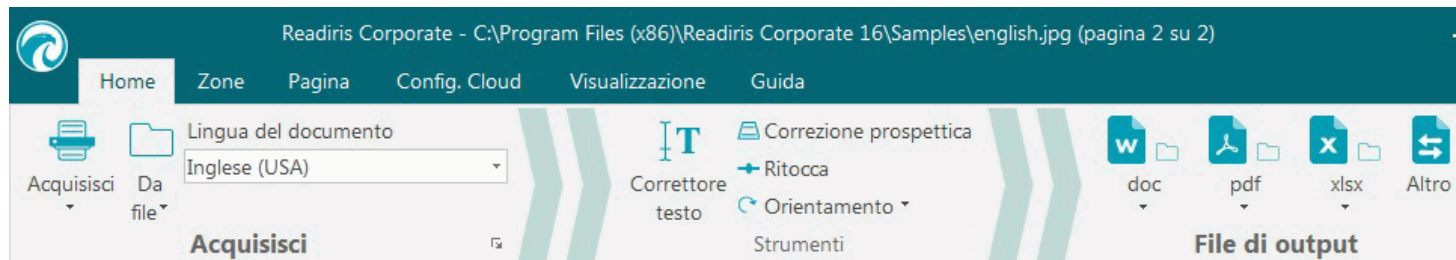 Readiris Corporate - C:\Program Files (x86)\Readiris Corporate 16\Samples\english.jpg (pagina 2 su 2)
Home Zone Pagina Config. Cloud Visualizzazione Guida
Lingua del documento
Inglese (USA)
Acquisisci
Da file
Acquisisci
Correttore testo
Correzione prospettica
Ritocca
Orientamento
Strumenti
doc pdf xlsx Altro
File di output